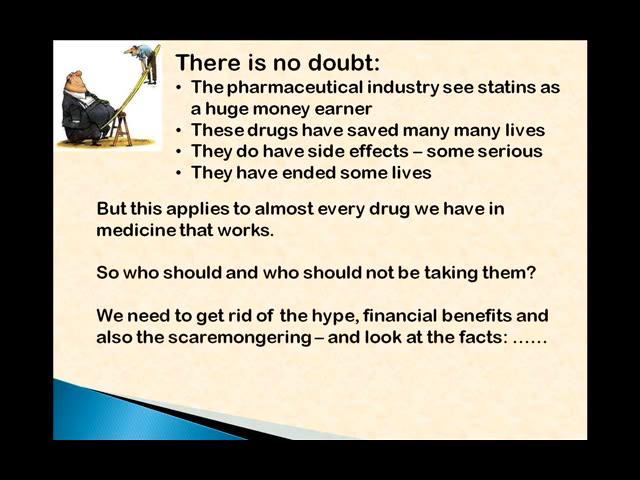 There is no doubt:
• The pharmaceutical industry see statins as
a huge money earner
• These drugs have saved many many lives
• They do have side effects – some serious
• They have ended some lives
But this applies to almost every drug we have in
medicine that works.
So who should and who should not be taking them?
We need to get rid of the hype, financial benefits and
also the scaremongering – and look at the facts: ……